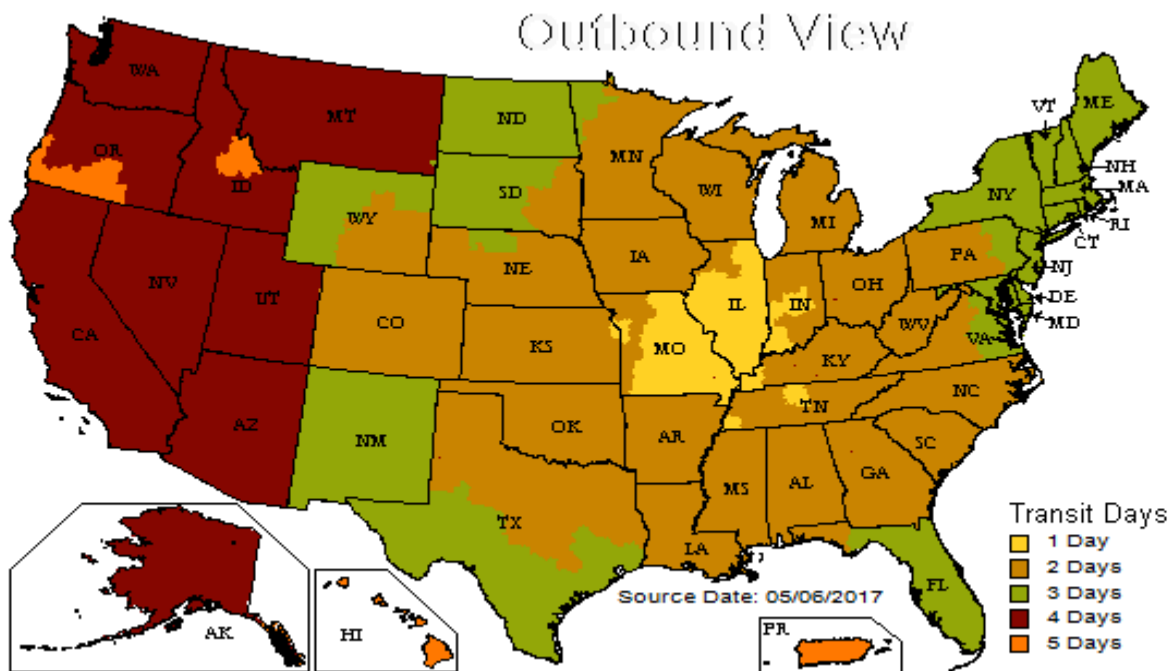 Outbound View
WA
MT
ND
ME
VT
OR
MN
ID
SD
WI
NH
NY
MA
WY
MI
RI
CT
IA
PA
NE
NV
UT
OH
NJ
IL
IN
CO
DE
CA
WV
MD
KS
MO
VA
KY
NC
TN
AZ
OK
NM
AR
SC
GA
MS
AL
TX
Transit Days
1 Day
LA
2 Days
FL
Source Date: 05/06/2017
3 Days
4 Days
AK
HI
PR
5 Days